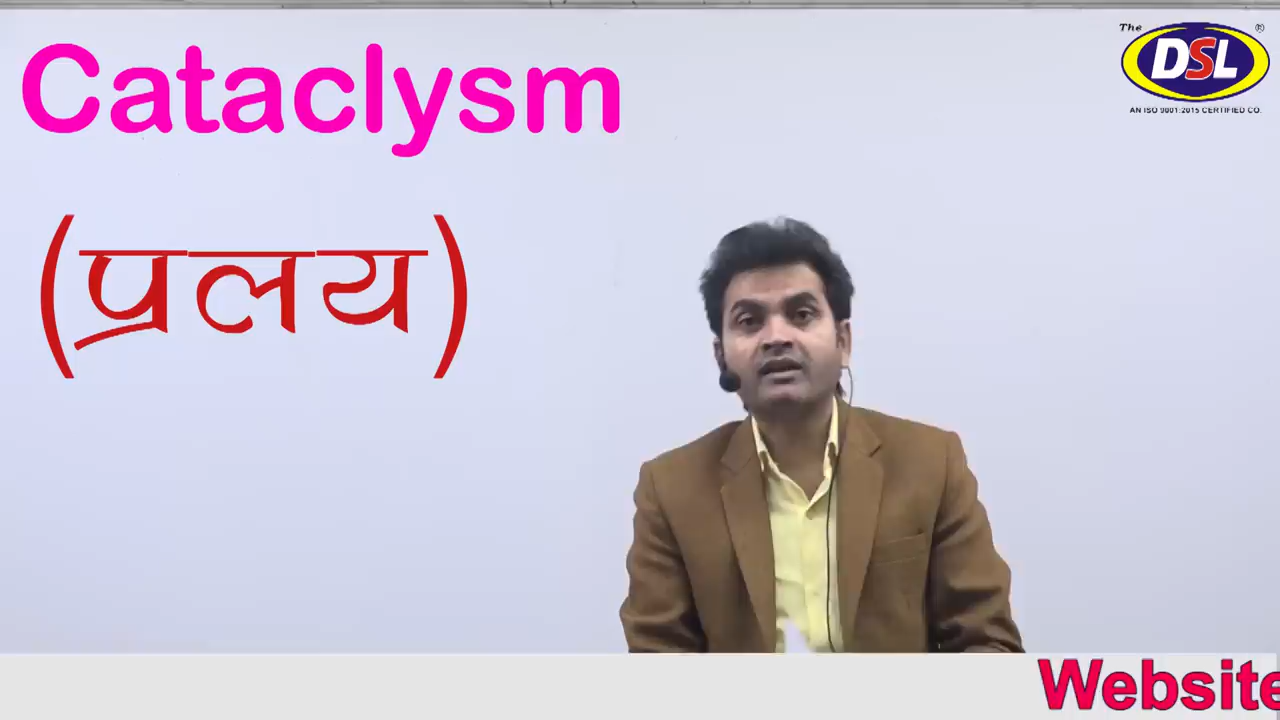 Cataclysm
The
®
DSL
AN ISO 9001:2015 CERTIFIED CO.
(प्रलय)
Website